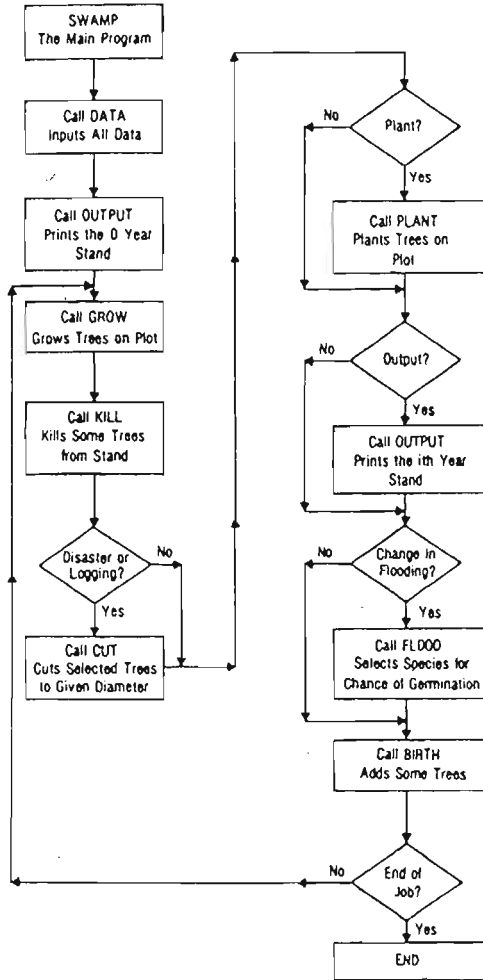 SWAMP
The Main Program
Call DATA
Inputs All Data
Call OUTPUT
Prints the 0 Year
Stand
Call GROW
Grows Trees on Plot
Call KILL
Kills Some Trees
from Stand
Disaster or
Logging?
No
Yes
Call CUT
Cuts Selected Trees
to Given Diameter
Plant?
No
Yes
Call PLANT
Plants Trees on
Plot
Output?
No
Yes
Call OUTPUT
Prints the ith Year
Stand
Change in
Flooding?
No
Yes
Call FLOOD
Selects Species for
Chance of Germination
Call BIRTH
Adds Some Trees
End of
Job?
No
Yes
END